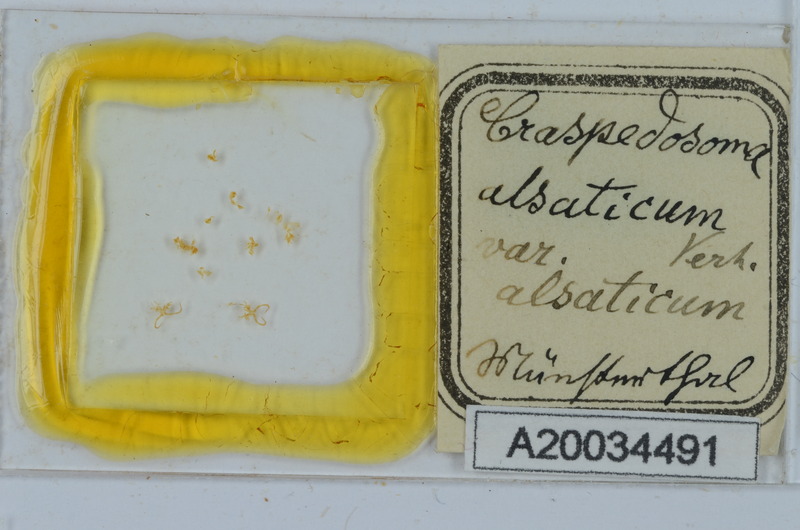 Craspedosoma
alsaticum
var. Verh.
alsaticum
Münsterthal
A20034491